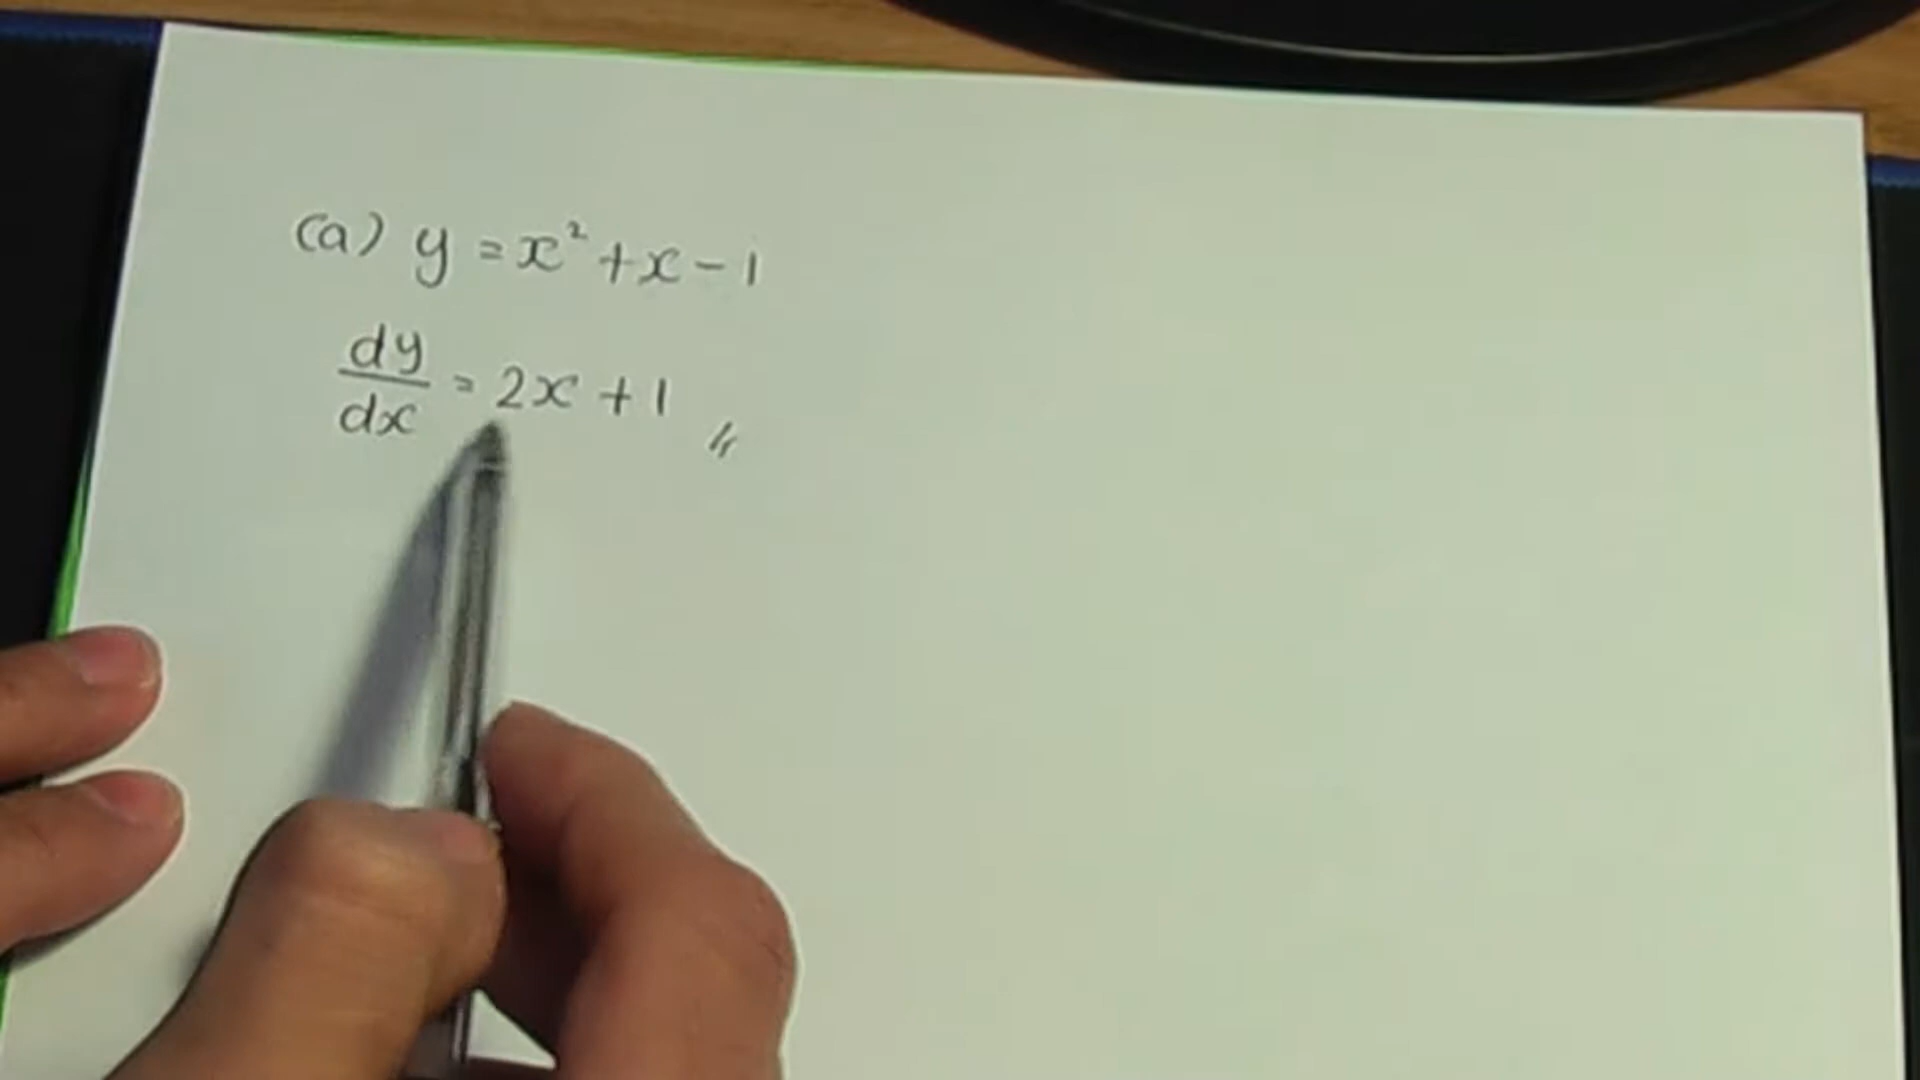 (a) y = x² + x - 1
dy/dx = 2x + 1 //